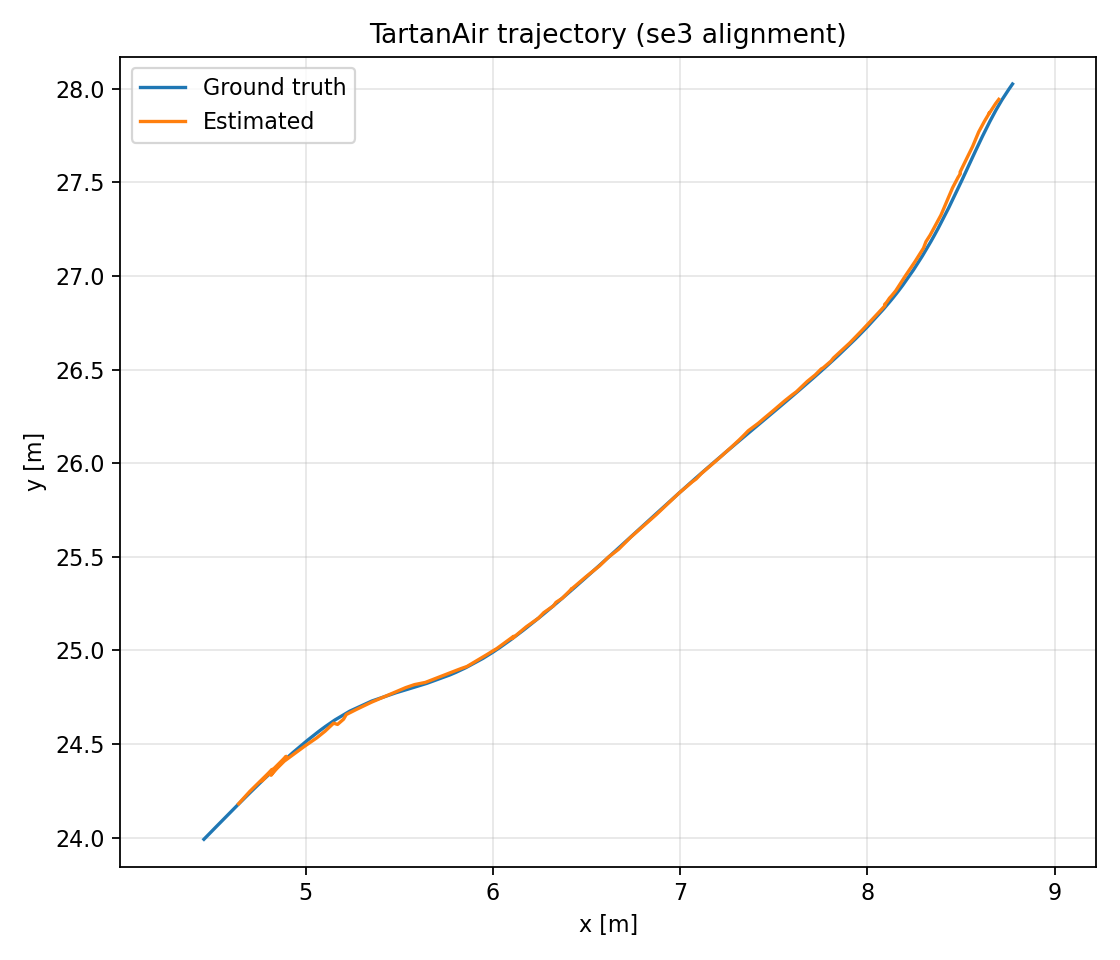 TartanAir trajectory (se3 alignment)
Ground truth
Estimated
28.0
27.5
27.0
26.5
26.0
25.5
25.0
24.5
24.0
y [m]
5 6 7 8 9
x [m]